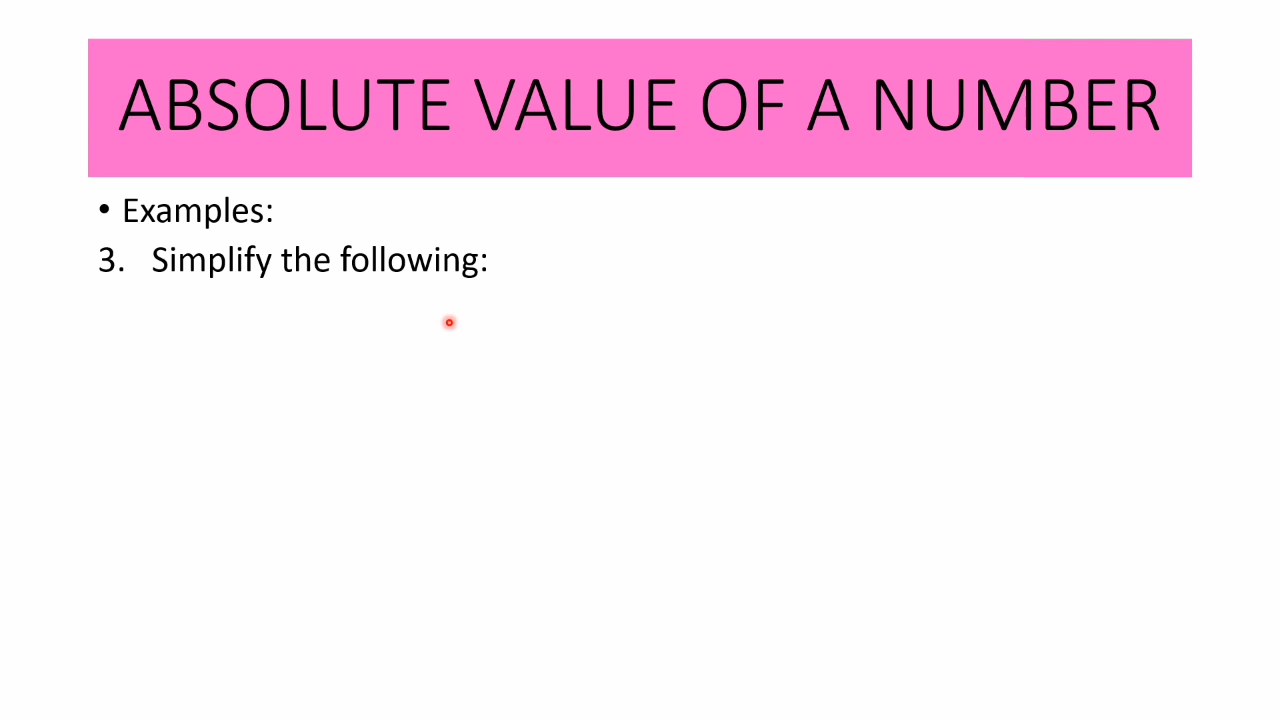 ABSOLUTE VALUE OF A NUMBER
• Examples:
3. Simplify the following: